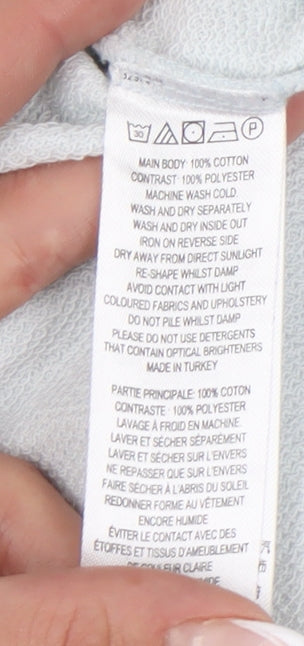 30 P
MAIN BODY: 100% COTTON
CONTRAST: 100% POLYESTER
MACHINE WASH COLD
WASH AND DRY SEPARATELY
WASH AND DRY INSIDE OUT
IRON ON REVERSE SIDE
DRY AWAY FROM DIRECT SUNLIGHT
RE-SHAPE WHILST DAMP
AVOID CONTACT WITH LIGHT
COLOURED FABRICS AND UPHOLSTERY
DO NOT PILE WHILST DAMP
PLEASE DO NOT USE DETERGENTS
THAT CONTAIN OPTICAL BRIGHTENERS
MADE IN TURKEY
PARTIE PRINCIPALE: 100% COTON
CONTRASTE : 100% POLYESTER
LAVAGE À FROID EN MACHINE.
LAVER ET SÉCHER SÉPARÉMENT
LAVER ET SÉCHER SUR L'ENVERS
NE REPASSER QUE SUR L'ENVERS
FAIRE SÉCHER À L'ABRIS DU SOLEIL
REDONNER FORME AU VÊTEMENT
ENCORE HUMIDE
ÉVITER LE CONTACT AVEC DES
ÉTOFFES ET TISSUS D'AMEUBLEMENT
DE COULEUR CLAIRE